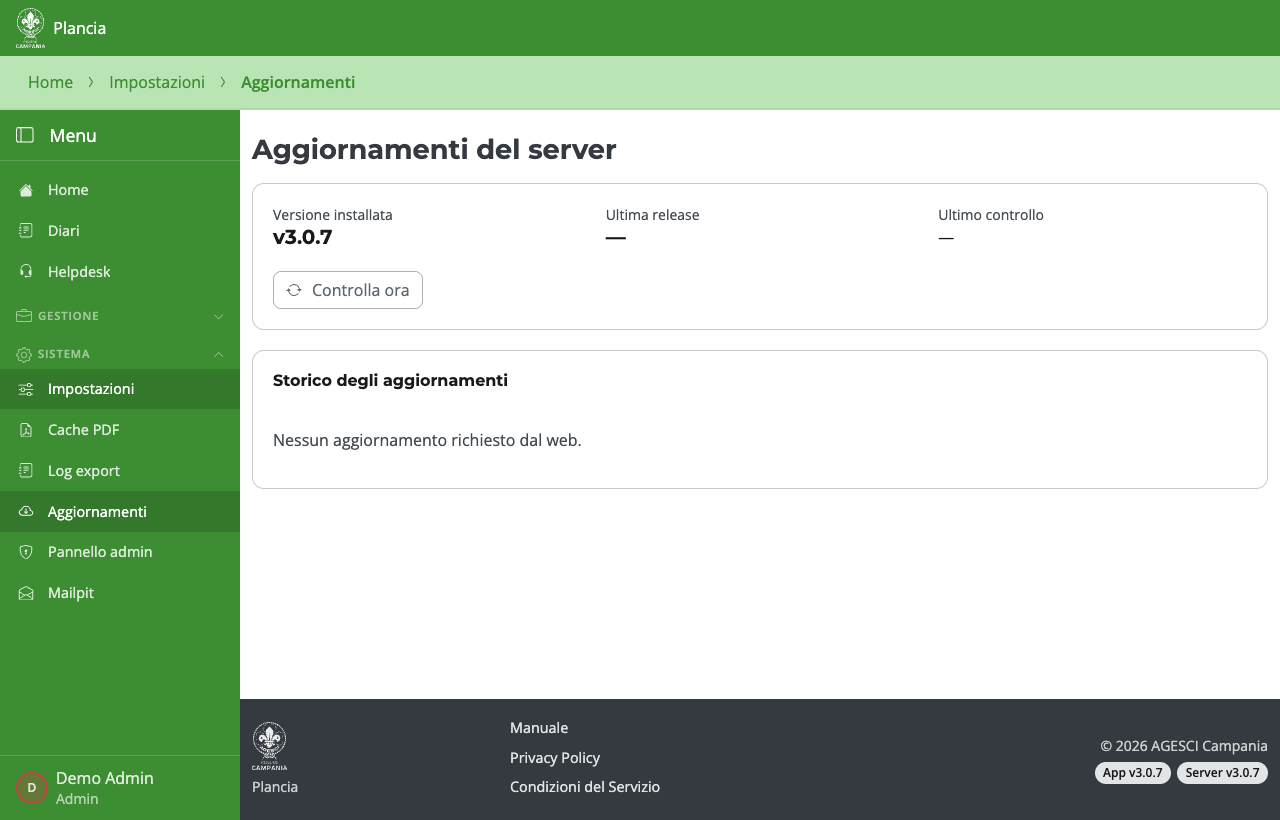 Plancia
CAMPANIA
Home
Impostazioni
Aggiornamenti
Menu
Home
Diari
Helpdesk
GESTIONE
SISTEMA
Impostazioni
Cache PDF
Log export
Aggiornamenti
Pannello admin
Mailpit
D
Demo Admin
Admin
Aggiornamenti del server
Versione installata
v3.0.7
Ultima release
—
Ultimo controllo
—
Controlla ora
Storico degli aggiornamenti
Nessun aggiornamento richiesto dal web.
CAMPANIA
Plancia
Manuale
Privacy Policy
Condizioni del Servizio
© 2026 AGESCI Campania
App v3.0.7
Server v3.0.7